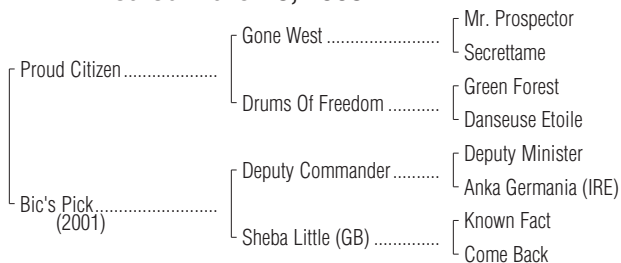 Mr. Prospector
Gone West ........................
Secrettame
Proud Citizen ....................
Green Forest
Drums Of Freedom ...........
Danseuse Etoile
Deputy Minister
Deputy Commander ..........
Anka Germania (IRE)
Bic's Pick ..........................
(2001)
Known Fact
Sheba Little (GB) ..............
Come Back